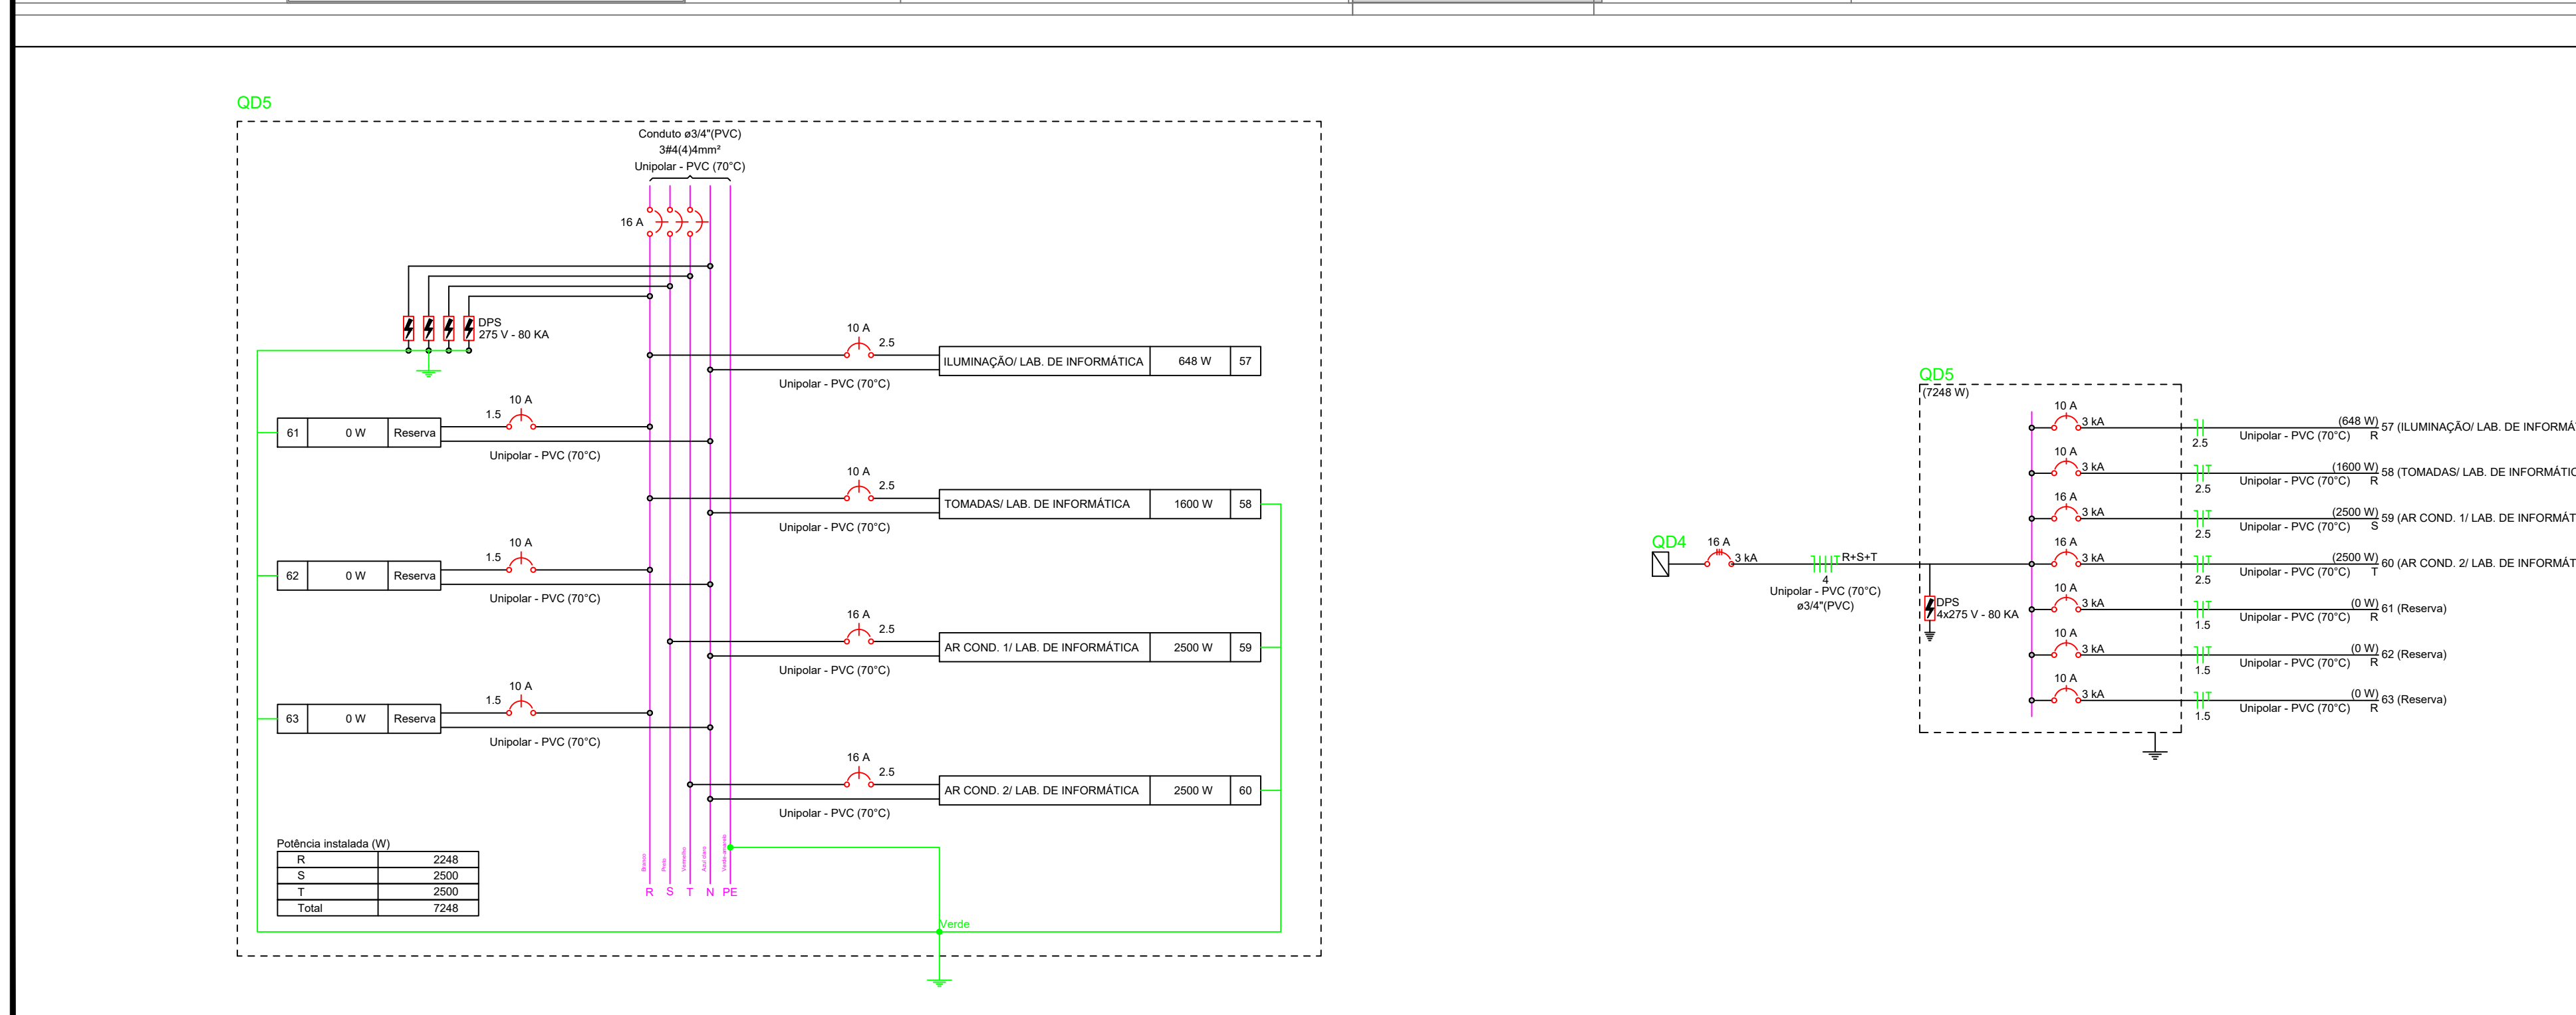 QD5
Conduto ø3/4"(PVC)
3#4(4)4mm²
Unipolar - PVC (70°C)
16 A
DPS
275 V - 80 KA
10 A
2.5
ILUMINAÇÃO/ LAB. DE INFORMÁTICA 648 W 57
Unipolar - PVC (70°C)
10 A
1.5
61 0 W Reserva
Unipolar - PVC (70°C)
10 A
2.5
TOMADAS/ LAB. DE INFORMÁTICA 1600 W 58
Unipolar - PVC (70°C)
10 A
1.5
62 0 W Reserva
Unipolar - PVC (70°C)
16 A
2.5
AR COND. 1/ LAB. DE INFORMÁTICA 2500 W 59
Unipolar - PVC (70°C)
10 A
1.5
63 0 W Reserva
Unipolar - PVC (70°C)
16 A
2.5
AR COND. 2/ LAB. DE INFORMÁTICA 2500 W 60
Unipolar - PVC (70°C)
Potência instalada (W)
R 2248
S 2500
T 2500
Total 7248
Branco
Preto
Vermelho
Azul-claro
Verde-amarelo
R S T N PE
Verde
QD4
16 A
3 kA
R+S+T
4
Unipolar - PVC (70°C)
ø3/4"(PVC)
QD5
(7248 W)
DPS
4x275 V - 80 KA
10 A
3 kA
2.5
(648 W)
Unipolar - PVC (70°C) R
57 (ILUMINAÇÃO/ LAB. DE INFORMÁ
10 A
3 kA
2.5
(1600 W)
Unipolar - PVC (70°C) R
58 (TOMADAS/ LAB. DE INFORMÁTIC
16 A
3 kA
2.5
(2500 W)
Unipolar - PVC (70°C) S
59 (AR COND. 1/ LAB. DE INFORMÁT
16 A
3 kA
2.5
(2500 W)
Unipolar - PVC (70°C) T
60 (AR COND. 2/ LAB. DE INFORMÁT
10 A
3 kA
1.5
(0 W)
Unipolar - PVC (70°C) R
61 (Reserva)
10 A
3 kA
1.5
(0 W)
Unipolar - PVC (70°C) R
62 (Reserva)
10 A
3 kA
1.5
(0 W)
Unipolar - PVC (70°C) R
63 (Reserva)